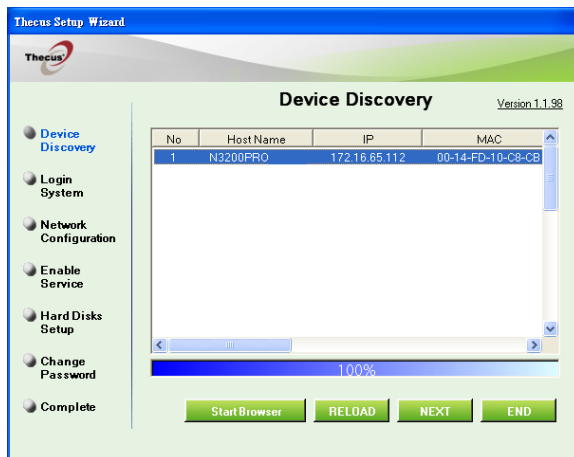 Thecus Setup Wizard
Thecus
Device Discovery
Version 1.1.98
Device
Discovery
Login
System
Network
Configuration
Enable
Service
Hard Disks
Setup
Change
Password
Complete
No Host Name IP MAC
1 N3200PRO 172.16.65.112 00-14-FD-10-C8-CB
100%
Start Browser RELOAD NEXT END